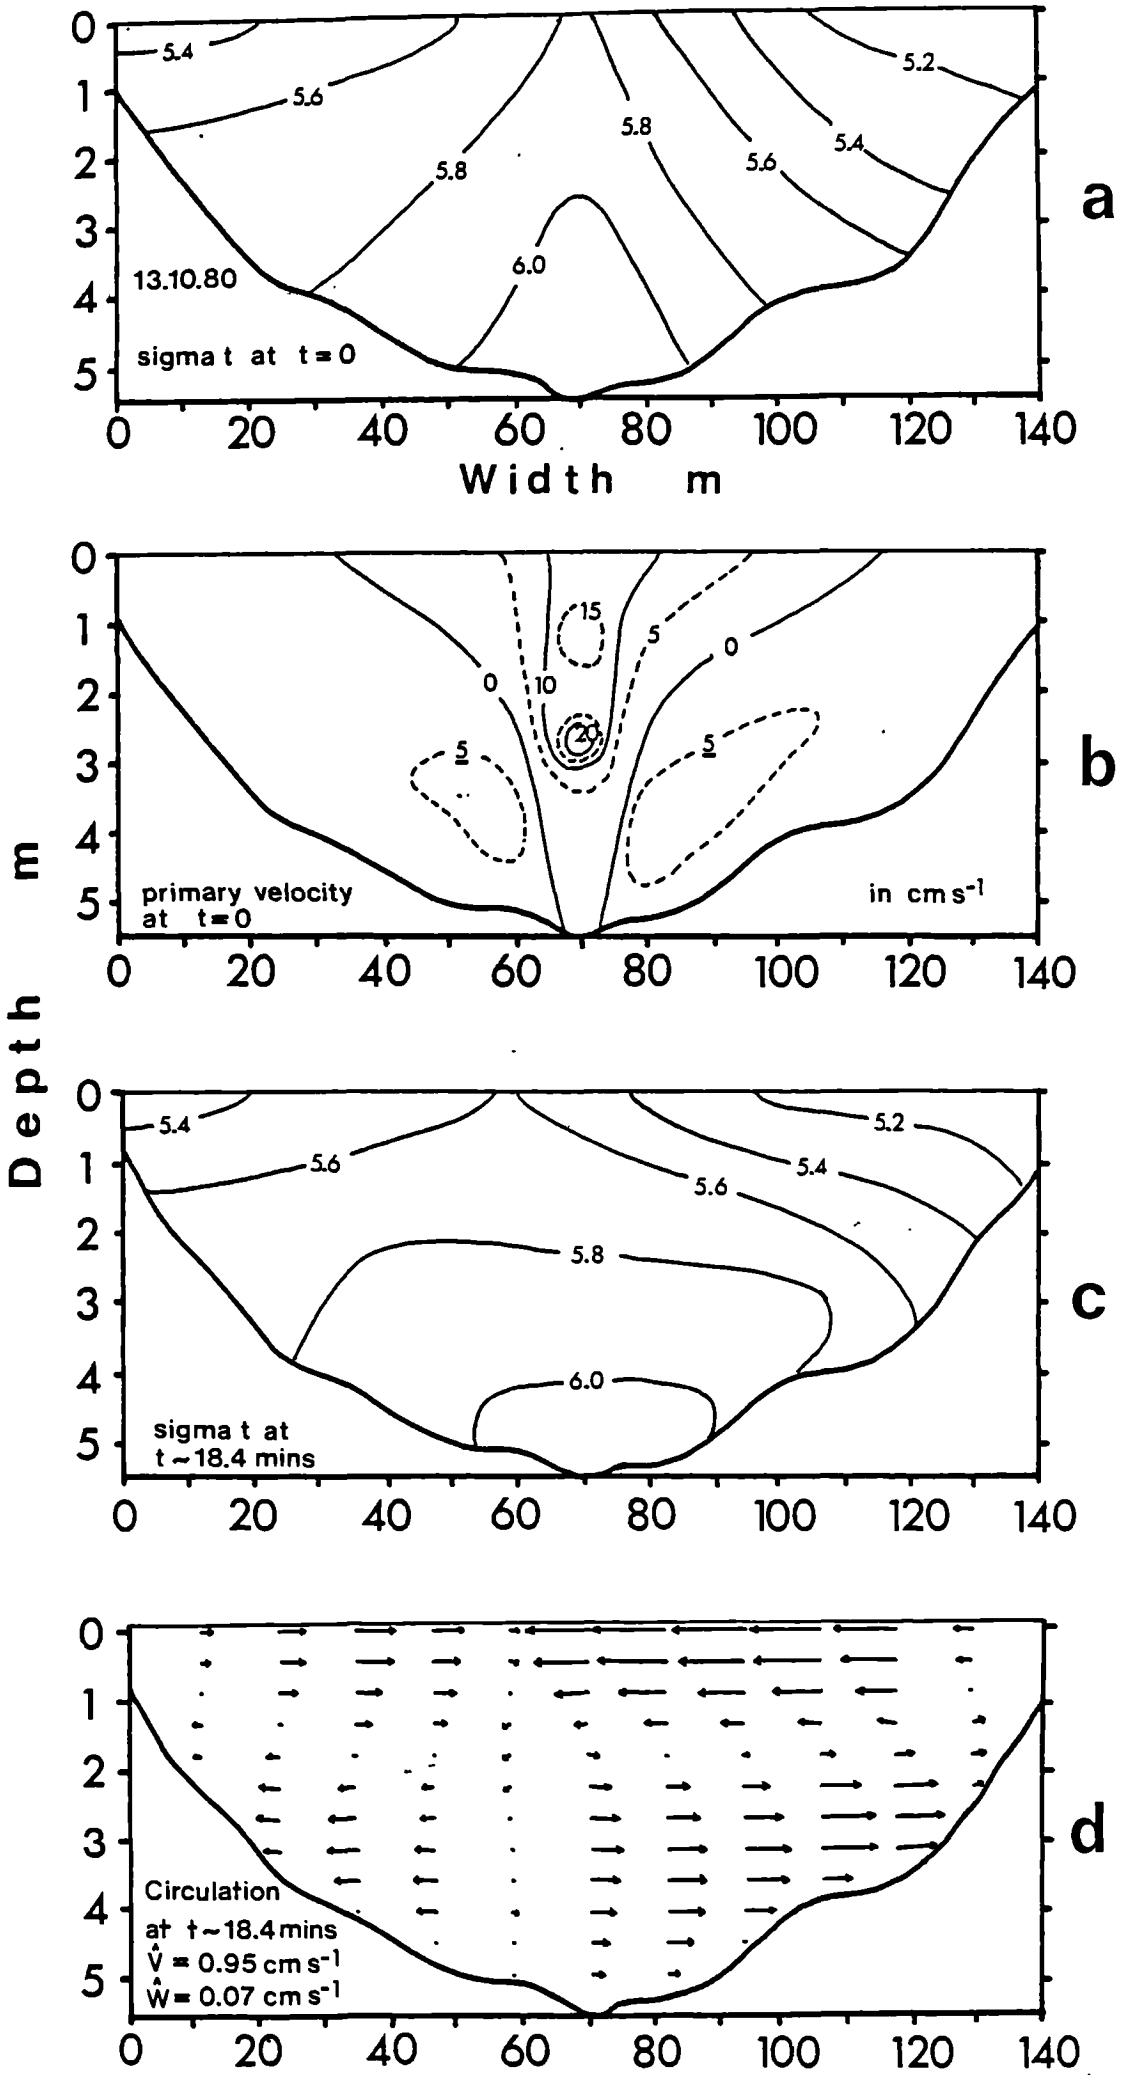 0
5.4
5.2
5.6
1
5.8
5.4
5.6
5.8
2
3
6.0
13.10.80
4
sigma t at t=0
5
a
0 20 40 60 80 100 120 140
Width m
0
15
1
5
0
0
10
2
20
5
5
3
b
4
primary velocity
at t=0
in cm s⁻¹
5
0 20 40 60 80 100 120 140
Depth m
0
5.4
5.2
1
5.6
5.4
5.6
2
5.8
3
c
4
6.0
sigma t at
t~18.4 mins
5
0 20 40 60 80 100 120 140
0
1
2
3
d
Circulation
4
at t~18.4 mins
V̂ = 0.95 cm s⁻¹
5
Ŵ = 0.07 cm s⁻¹
0 20 40 60 80 100 120 140